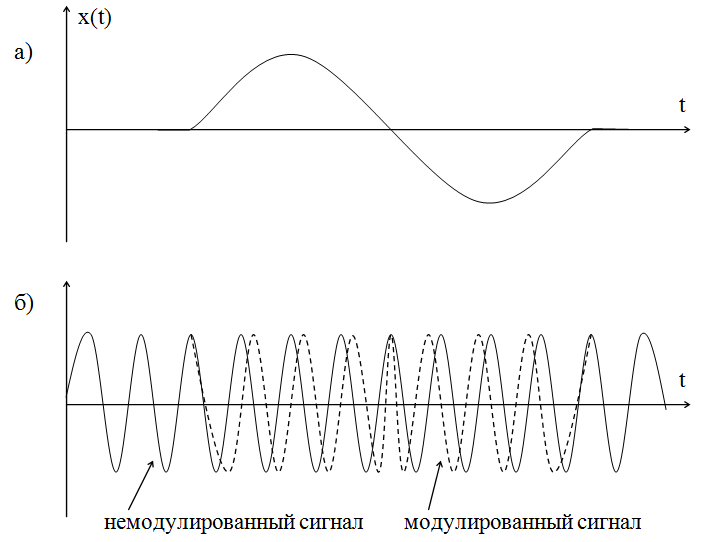 x(t)
а)
t
б)
t
немодулированный сигнал
модулированный сигнал